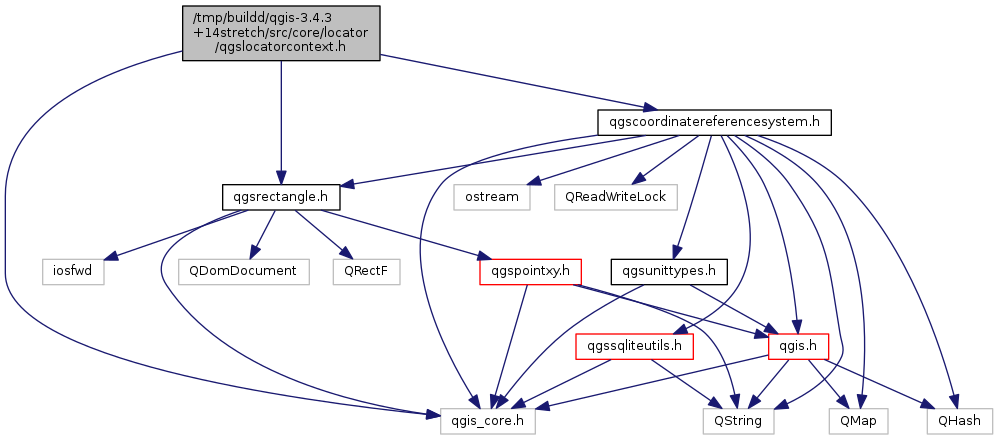 /tmp/buildd/qgis-3.4.3
+14stretch/src/core/locator
/qgslocatorcontext.h
qgscoordinatereferencesystem.h
qgsrectangle.h
ostream
QReadWriteLock
iosfwd
QDomDocument
QRectF
qgspointxy.h
qgsunittypes.h
qgssqliteutils.h
qgis.h
qgis_core.h
QString
QMap
QHash